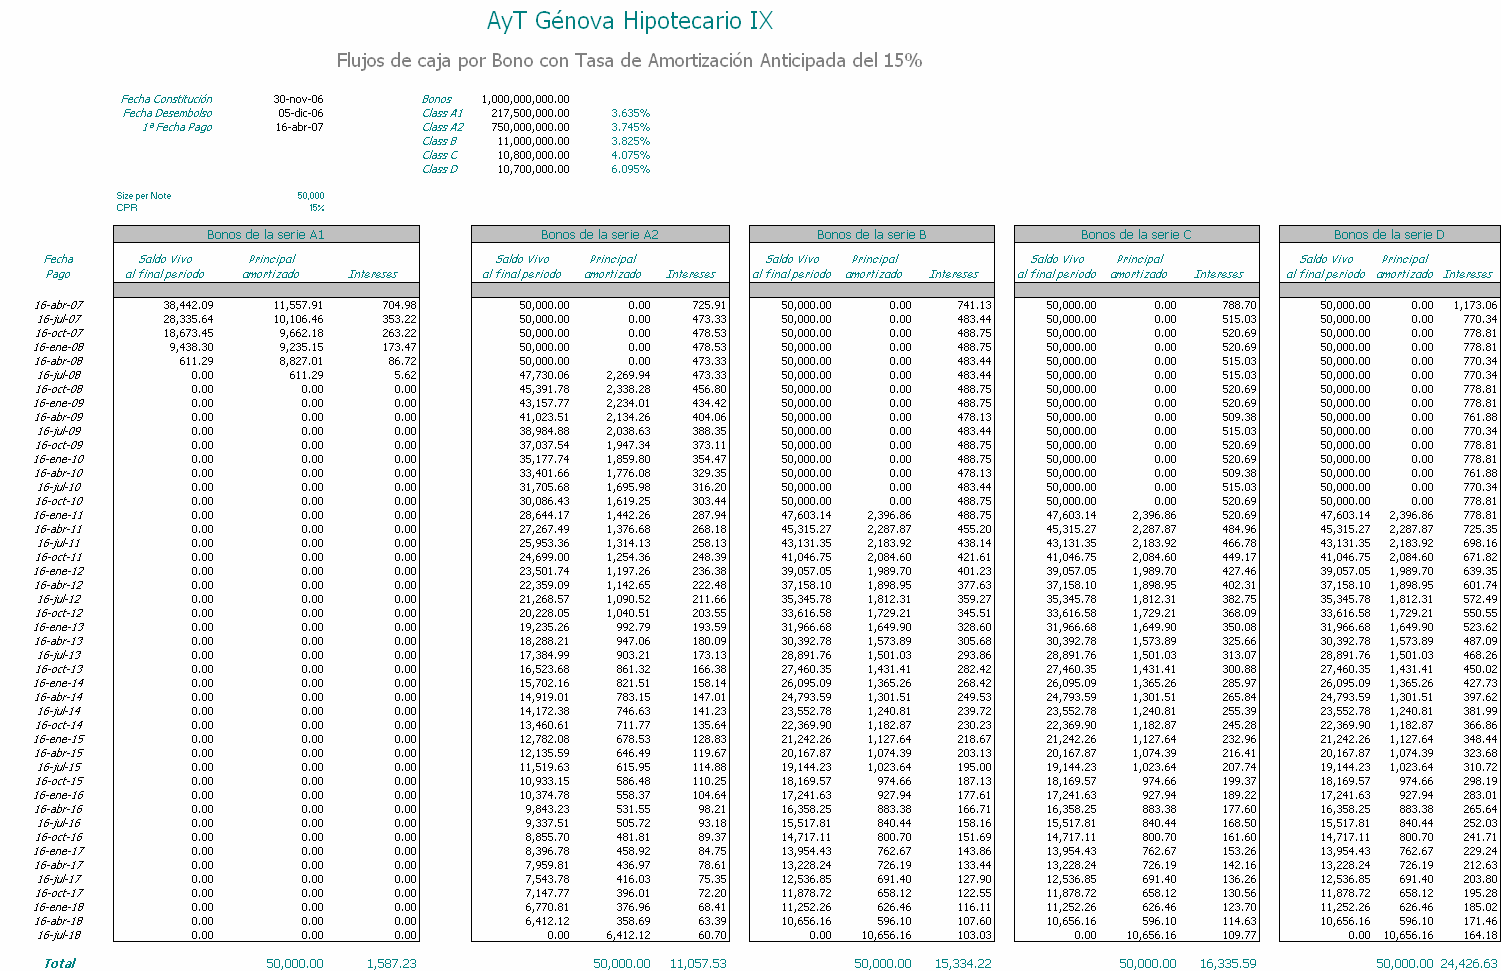 AyT Génova Hipotecario IX
Flujos de caja por Bono con Tasa de Amortización Anticipada del 15%
Fecha Constitución 30-nov-06 Bonos 1,000,000,000.00
Fecha Desembolso 05-dic-06 Class A1 217,500,000.00 3.635%
1ª Fecha Pago 16-abr-07 Class A2 750,000,000.00 3.745%
Class B 11,000,000.00 3.825%
Class C 10,800,000.00 4.075%
Class D 10,700,000.00 6.095%
Size per Note 50,000
CPR 15%
Bonos de la serie A1 Bonos de la serie A2 Bonos de la serie B Bonos de la serie C Bonos de la serie D
Fecha Saldo Vivo Principal Saldo Vivo Principal Saldo Vivo Principal Saldo Vivo Principal Saldo Vivo Principal
Pago al final periodo amortizado Intereses al final periodo amortizado Intereses al final periodo amortizado Intereses al final periodo amortizado Intereses al final periodo amortizado Intereses
16-abr-07 38,442.09 11,557.91 704.98 50,000.00 0.00 725.91 50,000.00 0.00 741.13 50,000.00 0.00 788.70 50,000.00 0.00 1,173.06
16-jul-07 28,335.64 10,106.46 353.22 50,000.00 0.00 473.33 50,000.00 0.00 483.44 50,000.00 0.00 515.03 50,000.00 0.00 770.34
16-oct-07 18,673.45 9,662.18 263.22 50,000.00 0.00 478.53 50,000.00 0.00 488.75 50,000.00 0.00 520.69 50,000.00 0.00 778.81
16-ene-08 9,438.30 9,235.15 173.47 50,000.00 0.00 478.53 50,000.00 0.00 488.75 50,000.00 0.00 520.69 50,000.00 0.00 778.81
16-abr-08 611.29 8,827.01 86.72 50,000.00 0.00 473.33 50,000.00 0.00 483.44 50,000.00 0.00 515.03 50,000.00 0.00 770.34
16-jul-08 0.00 611.29 5.62 47,730.06 2,269.94 473.33 50,000.00 0.00 483.44 50,000.00 0.00 515.03 50,000.00 0.00 770.34
16-oct-08 0.00 0.00 0.00 45,391.78 2,338.28 456.80 50,000.00 0.00 488.75 50,000.00 0.00 520.69 50,000.00 0.00 778.81
16-ene-09 0.00 0.00 0.00 43,157.77 2,234.01 434.42 50,000.00 0.00 488.75 50,000.00 0.00 520.69 50,000.00 0.00 778.81
16-abr-09 0.00 0.00 0.00 41,023.51 2,134.26 404.06 50,000.00 0.00 478.13 50,000.00 0.00 509.38 50,000.00 0.00 761.88
16-jul-09 0.00 0.00 0.00 38,984.88 2,038.63 388.35 50,000.00 0.00 483.44 50,000.00 0.00 515.03 50,000.00 0.00 770.34
16-oct-09 0.00 0.00 0.00 37,037.54 1,947.34 373.11 50,000.00 0.00 488.75 50,000.00 0.00 520.69 50,000.00 0.00 778.81
16-ene-10 0.00 0.00 0.00 35,177.74 1,859.80 354.47 50,000.00 0.00 488.75 50,000.00 0.00 520.69 50,000.00 0.00 778.81
16-abr-10 0.00 0.00 0.00 33,401.66 1,776.08 329.35 50,000.00 0.00 478.13 50,000.00 0.00 509.38 50,000.00 0.00 761.88
16-jul-10 0.00 0.00 0.00 31,705.68 1,695.98 316.20 50,000.00 0.00 483.44 50,000.00 0.00 515.03 50,000.00 0.00 770.34
16-oct-10 0.00 0.00 0.00 30,086.43 1,619.25 303.44 50,000.00 0.00 488.75 50,000.00 0.00 520.69 50,000.00 0.00 778.81
16-ene-11 0.00 0.00 0.00 28,644.17 1,442.26 287.94 47,603.14 2,396.86 488.75 47,603.14 2,396.86 520.69 47,603.14 2,396.86 778.81
16-abr-11 0.00 0.00 0.00 27,267.49 1,376.68 268.18 45,315.27 2,287.87 455.20 45,315.27 2,287.87 484.96 45,315.27 2,287.87 725.35
16-jul-11 0.00 0.00 0.00 25,953.36 1,314.13 258.13 43,131.35 2,183.92 438.14 43,131.35 2,183.92 466.78 43,131.35 2,183.92 698.16
16-oct-11 0.00 0.00 0.00 24,699.00 1,254.36 248.39 41,046.75 2,084.60 421.61 41,046.75 2,084.60 449.17 41,046.75 2,084.60 671.82
16-ene-12 0.00 0.00 0.00 23,501.74 1,197.26 236.38 39,057.05 1,989.70 401.23 39,057.05 1,989.70 427.46 39,057.05 1,989.70 639.35
16-abr-12 0.00 0.00 0.00 22,359.09 1,142.65 222.48 37,158.10 1,898.95 377.63 37,158.10 1,898.95 402.31 37,158.10 1,898.95 601.74
16-jul-12 0.00 0.00 0.00 21,268.57 1,090.52 211.66 35,345.78 1,812.31 359.27 35,345.78 1,812.31 382.75 35,345.78 1,812.31 572.49
16-oct-12 0.00 0.00 0.00 20,228.05 1,040.51 203.55 33,616.58 1,729.21 345.51 33,616.58 1,729.21 368.09 33,616.58 1,729.21 550.55
16-ene-13 0.00 0.00 0.00 19,235.26 992.79 193.59 31,966.68 1,649.90 328.60 31,966.68 1,649.90 350.08 31,966.68 1,649.90 523.62
16-abr-13 0.00 0.00 0.00 18,288.21 947.06 180.09 30,392.78 1,573.89 305.68 30,392.78 1,573.89 325.66 30,392.78 1,573.89 487.09
16-jul-13 0.00 0.00 0.00 17,384.99 903.21 173.13 28,891.76 1,501.03 293.86 28,891.76 1,501.03 313.07 28,891.76 1,501.03 468.26
16-oct-13 0.00 0.00 0.00 16,523.68 861.32 166.38 27,460.35 1,431.41 282.42 27,460.35 1,431.41 300.88 27,460.35 1,431.41 450.02
16-ene-14 0.00 0.00 0.00 15,702.16 821.51 158.14 26,095.09 1,365.26 268.42 26,095.09 1,365.26 285.97 26,095.09 1,365.26 427.73
16-abr-14 0.00 0.00 0.00 14,919.01 783.15 147.01 24,793.59 1,301.51 249.53 24,793.59 1,301.51 265.84 24,793.59 1,301.51 397.62
16-jul-14 0.00 0.00 0.00 14,172.38 746.63 141.23 23,552.78 1,240.81 239.72 23,552.78 1,240.81 255.39 23,552.78 1,240.81 381.99
16-oct-14 0.00 0.00 0.00 13,460.61 711.77 135.64 22,369.90 1,182.87 230.23 22,369.90 1,182.87 245.28 22,369.90 1,182.87 366.86
16-ene-15 0.00 0.00 0.00 12,782.08 678.53 128.83 21,242.26 1,127.64 218.67 21,242.26 1,127.64 232.96 21,242.26 1,127.64 348.44
16-abr-15 0.00 0.00 0.00 12,135.59 646.49 119.67 20,167.87 1,074.39 203.13 20,167.87 1,074.39 216.41 20,167.87 1,074.39 323.68
16-jul-15 0.00 0.00 0.00 11,519.63 615.95 114.88 19,144.23 1,023.64 195.00 19,144.23 1,023.64 207.74 19,144.23 1,023.64 310.72
16-oct-15 0.00 0.00 0.00 10,933.15 586.48 110.25 18,169.57 974.66 187.13 18,169.57 974.66 199.37 18,169.57 974.66 298.19
16-ene-16 0.00 0.00 0.00 10,374.78 558.37 104.64 17,241.63 927.94 177.61 17,241.63 927.94 189.22 17,241.63 927.94 283.01
16-abr-16 0.00 0.00 0.00 9,843.23 531.55 98.21 16,358.25 883.38 166.71 16,358.25 883.38 177.60 16,358.25 883.38 265.64
16-jul-16 0.00 0.00 0.00 9,337.51 505.72 93.18 15,517.81 840.44 158.16 15,517.81 840.44 168.50 15,517.81 840.44 252.03
16-oct-16 0.00 0.00 0.00 8,855.70 481.81 89.37 14,717.11 800.70 151.69 14,717.11 800.70 161.60 14,717.11 800.70 241.71
16-ene-17 0.00 0.00 0.00 8,396.78 458.92 84.75 13,954.43 762.67 143.86 13,954.43 762.67 153.26 13,954.43 762.67 229.24
16-abr-17 0.00 0.00 0.00 7,959.81 436.97 78.61 13,228.24 726.19 133.44 13,228.24 726.19 142.16 13,228.24 726.19 212.63
16-jul-17 0.00 0.00 0.00 7,543.78 416.03 75.35 12,536.85 691.40 127.90 12,536.85 691.40 136.26 12,536.85 691.40 203.80
16-oct-17 0.00 0.00 0.00 7,147.77 396.01 72.20 11,878.72 658.12 122.55 11,878.72 658.12 130.56 11,878.72 658.12 195.28
16-ene-18 0.00 0.00 0.00 6,770.81 376.96 68.41 11,252.26 626.46 116.11 11,252.26 626.46 123.70 11,252.26 626.46 185.02
16-abr-18 0.00 0.00 0.00 6,412.12 358.69 63.39 10,656.16 596.10 107.60 10,656.16 596.10 114.63 10,656.16 596.10 171.46
16-jul-18 0.00 0.00 0.00 0.00 6,412.12 60.70 0.00 10,656.16 103.03 0.00 10,656.16 109.77 0.00 10,656.16 164.18
Total 50,000.00 1,587.23 50,000.00 11,057.53 50,000.00 15,334.22 50,000.00 16,335.59 50,000.00 24,426.63